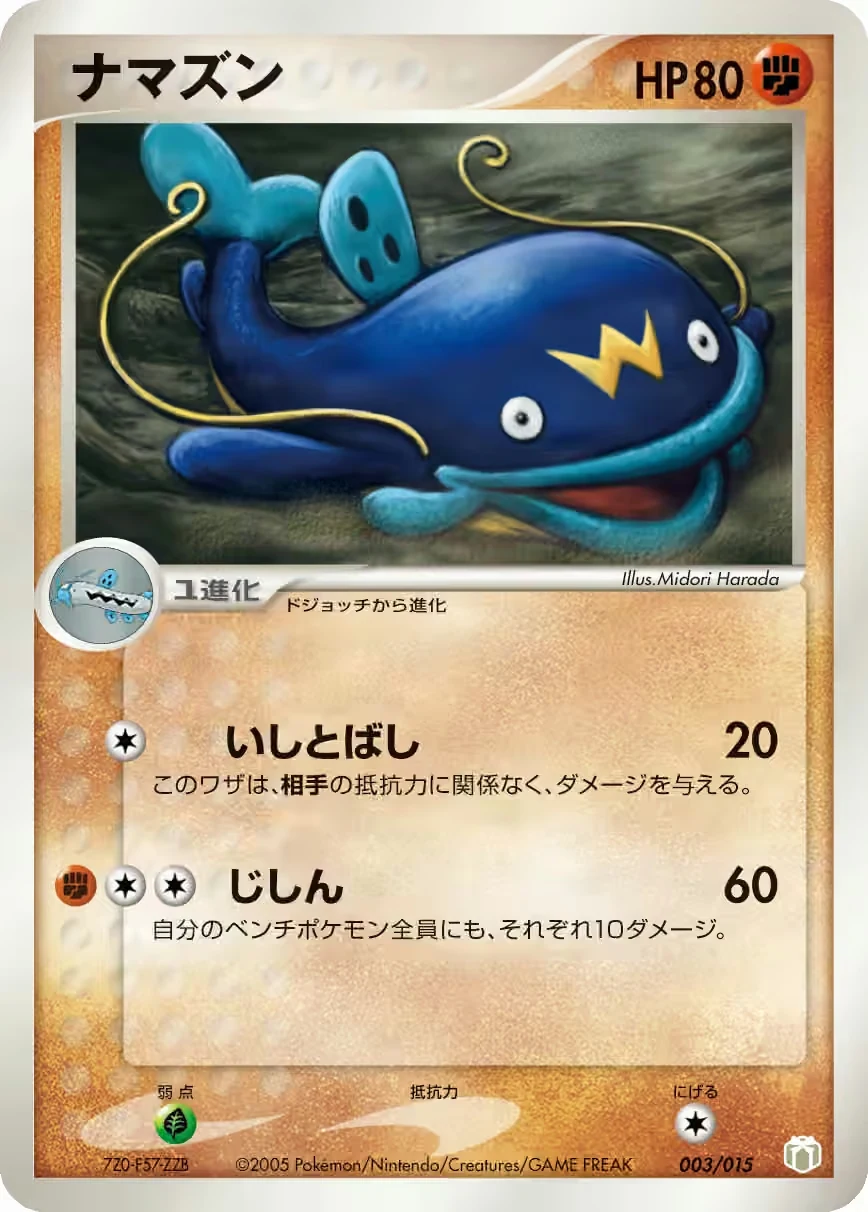 ナマズン
HP80
Illus.Midori Harada
1進化
ドジョッチから進化
いしとばし 20
このワザは、相手の抵抗力に関係なく、ダメージを与える。
じしん 60
自分のベンチポケモン全員にも、それぞれ10ダメージ。
弱点 抵抗力 にげる
7Z0-F57-ZZB ©2005 Pokémon/Nintendo/Creatures/GAME FREAK 003/015